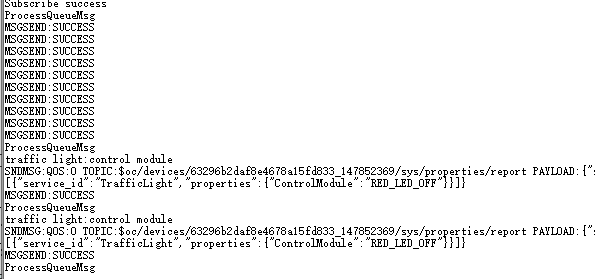 Subscribe success
ProcessQueueMsg
MSGSEND:SUCCESS
MSGSEND:SUCCESS
MSGSEND:SUCCESS
MSGSEND:SUCCESS
MSGSEND:SUCCESS
MSGSEND:SUCCESS
MSGSEND:SUCCESS
MSGSEND:SUCCESS
MSGSEND:SUCCESS
MSGSEND:SUCCESS
ProcessQueueMsg
traffic light:control module
SNDMSG:QOS:0 TOPIC:$oc/devices/63296b2daf8e4678a15fd833_147852369/sys/properties/report PAYLOAD:{"s
[{"service_id":"TrafficLight","properties":{"ControlModule":"RED_LED_OFF"}}]}
MSGSEND:SUCCESS
ProcessQueueMsg
traffic light:control module
SNDMSG:QOS:0 TOPIC:$oc/devices/63296b2daf8e4678a15fd833_147852369/sys/properties/report PAYLOAD:{"s
[{"service_id":"TrafficLight","properties":{"ControlModule":"RED_LED_OFF"}}]}
MSGSEND:SUCCESS
ProcessQueueMsg